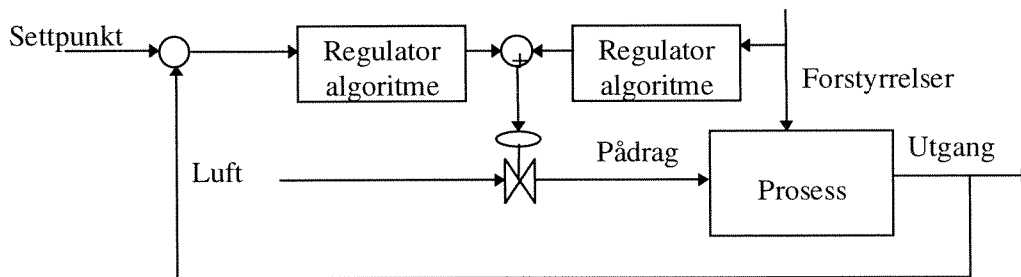 Settpunkt
Regulator
algoritme
+
Regulator
algoritme
Forstyrrelser
Luft
Pådrag
Prosess
Utgang